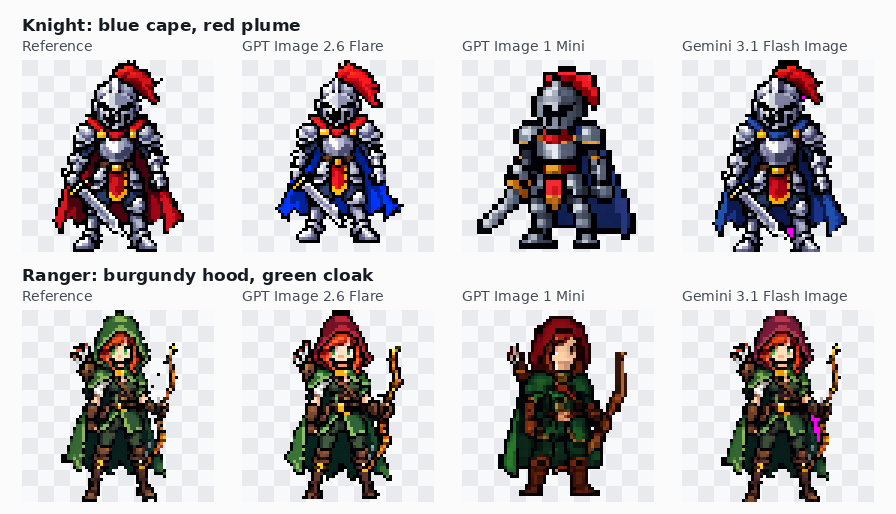 Knight: blue cape, red plume
Reference GPT Image 2.6 Flare GPT Image 1 Mini Gemini 3.1 Flash Image
Ranger: burgundy hood, green cloak
Reference GPT Image 2.6 Flare GPT Image 1 Mini Gemini 3.1 Flash Image